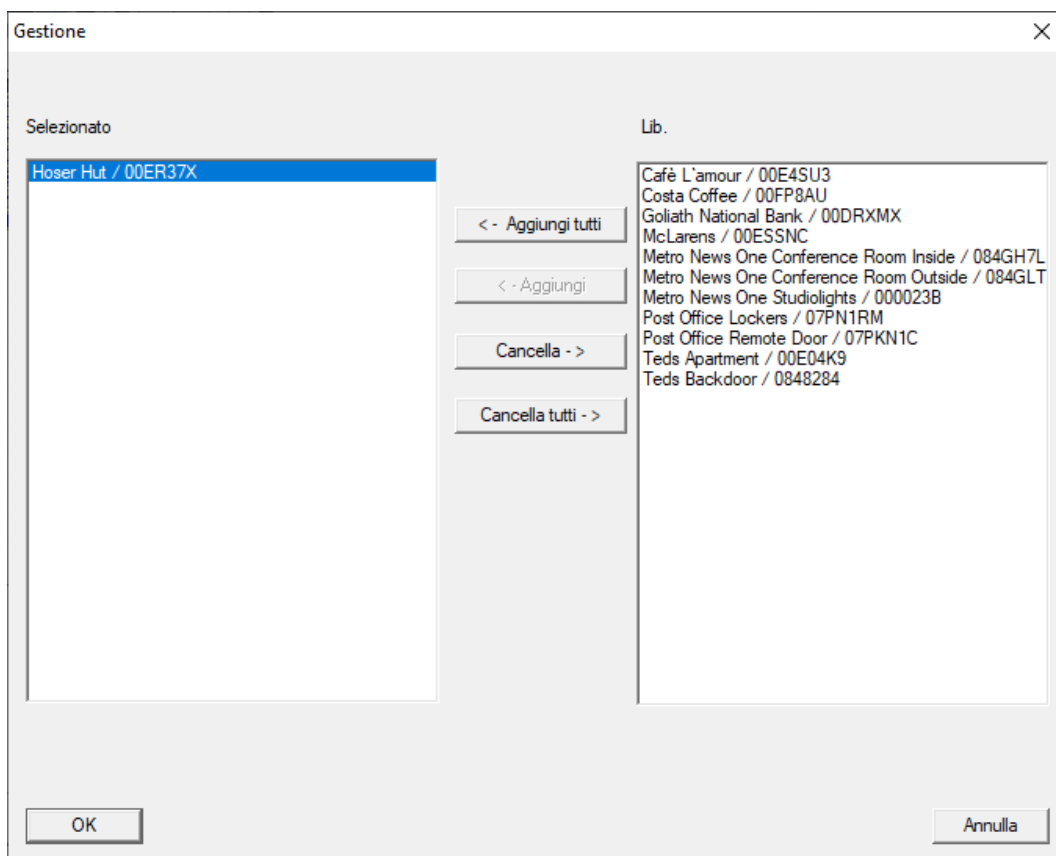 Gestione
Selezionato
Hoser Hut / 00ER37X
< - Aggiungi tutti
< - Aggiungi
Cancella - >
Cancella tutti - >
Lib.
Cafè L'amour / 00E4SU3
Costa Coffee / 00FP8AU
Goliath National Bank / 00DRXMX
McLarens / 00ESSNC
Metro News One Conference Room Inside / 084GH7L
Metro News One Conference Room Outside / 084GLT
Metro News One Studiolights / 000023B
Post Office Lockers / 07PN1RM
Post Office Remote Door / 07PKN1C
Teds Apartment / 00E04K9
Teds Backdoor / 0848284
OK
Annulla